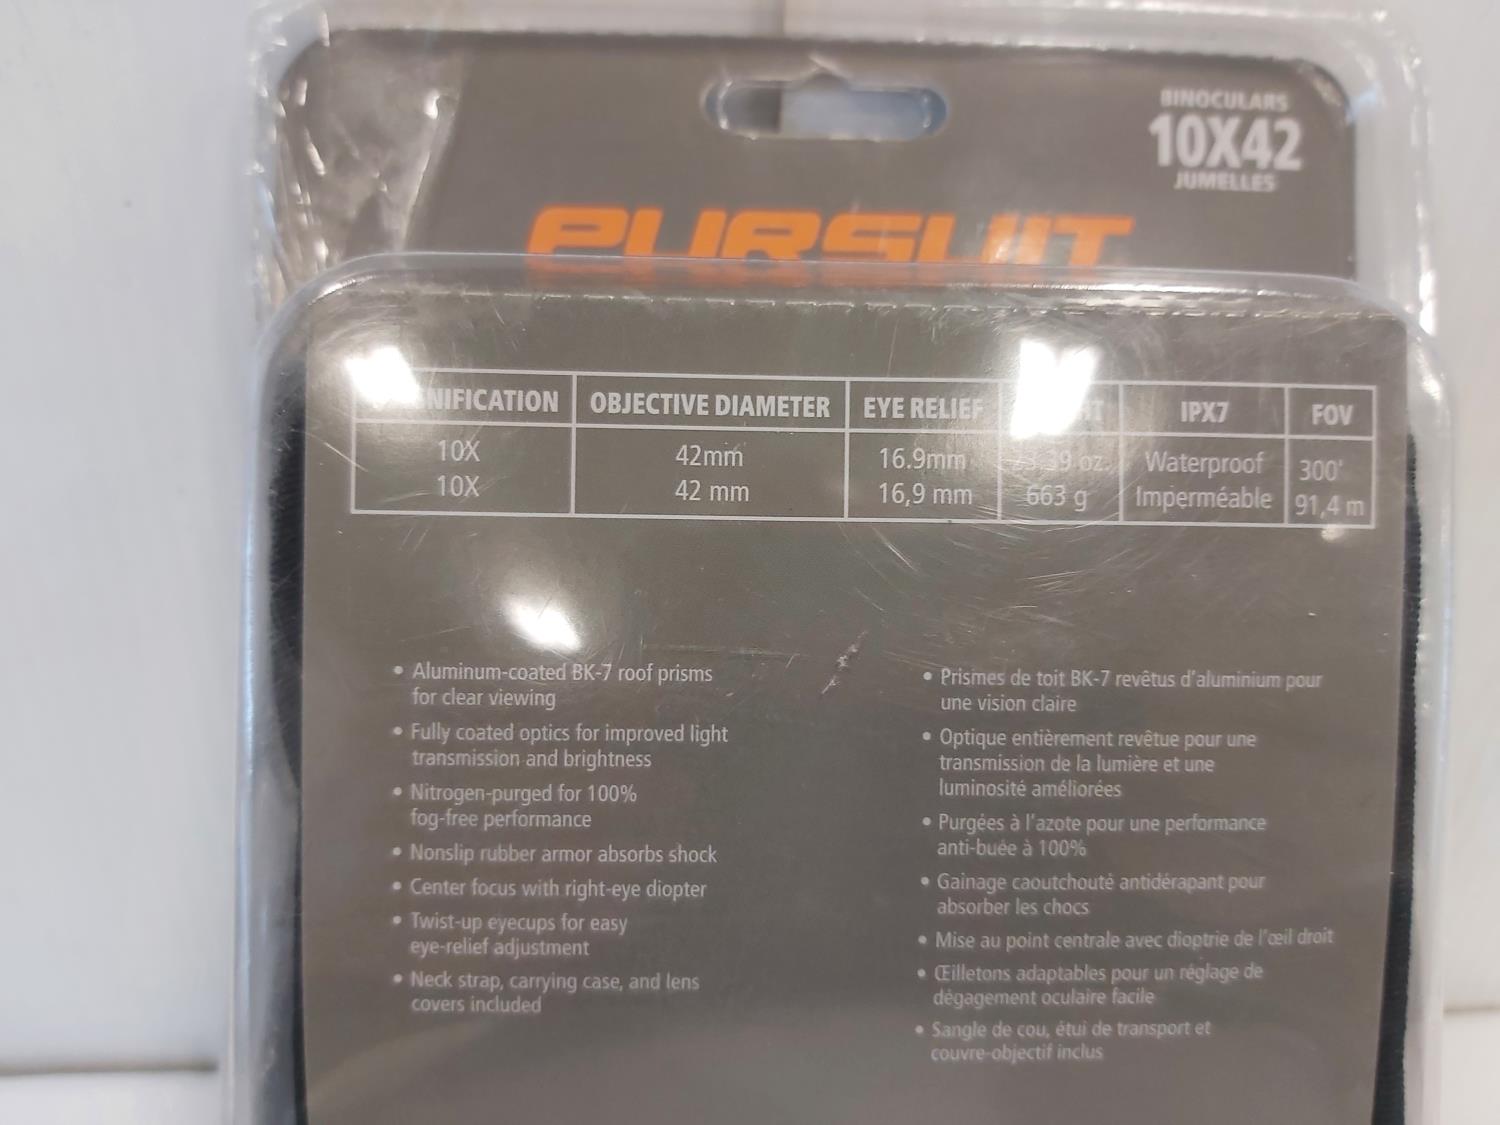 BINOCULARS
10X42
JUMELLES
PURSUIT
OBJECTIVE DIAMETER EYE RELIEF IPX7 FOV
10X 42mm 16.9mm oz. Waterproof 300'
10X 42 mm 16,9 mm 663 g Imperméable 91,4 m
• Aluminum-coated BK-7 roof prisms
for clear viewing
• Fully coated optics for improved light
transmission and brightness
• Nitrogen-purged for 100%
fog-free performance
• Nonslip rubber armor absorbs shock
• Center focus with right-eye diopter
• Twist-up eyecups for easy
eye-relief adjustment
• Neck strap, carrying case, and lens
covers included
• Prismes de toit BK-7 revêtus d'aluminium pour
une vision claire
• Optique entièrement revêtue pour une
transmission de la lumière et une
luminosité améliorées
• Purgées à l'azote pour une performance
anti-buée à 100%
• Gainage caoutchouté antidérapant pour
absorber les chocs
• Mise au point centrale avec dioptrie de l'œil droit
• Œilletons adaptables pour un réglage de
dégagement oculaire facile
• Sangle de cou, étui de transport et
couvre-objectif inclus